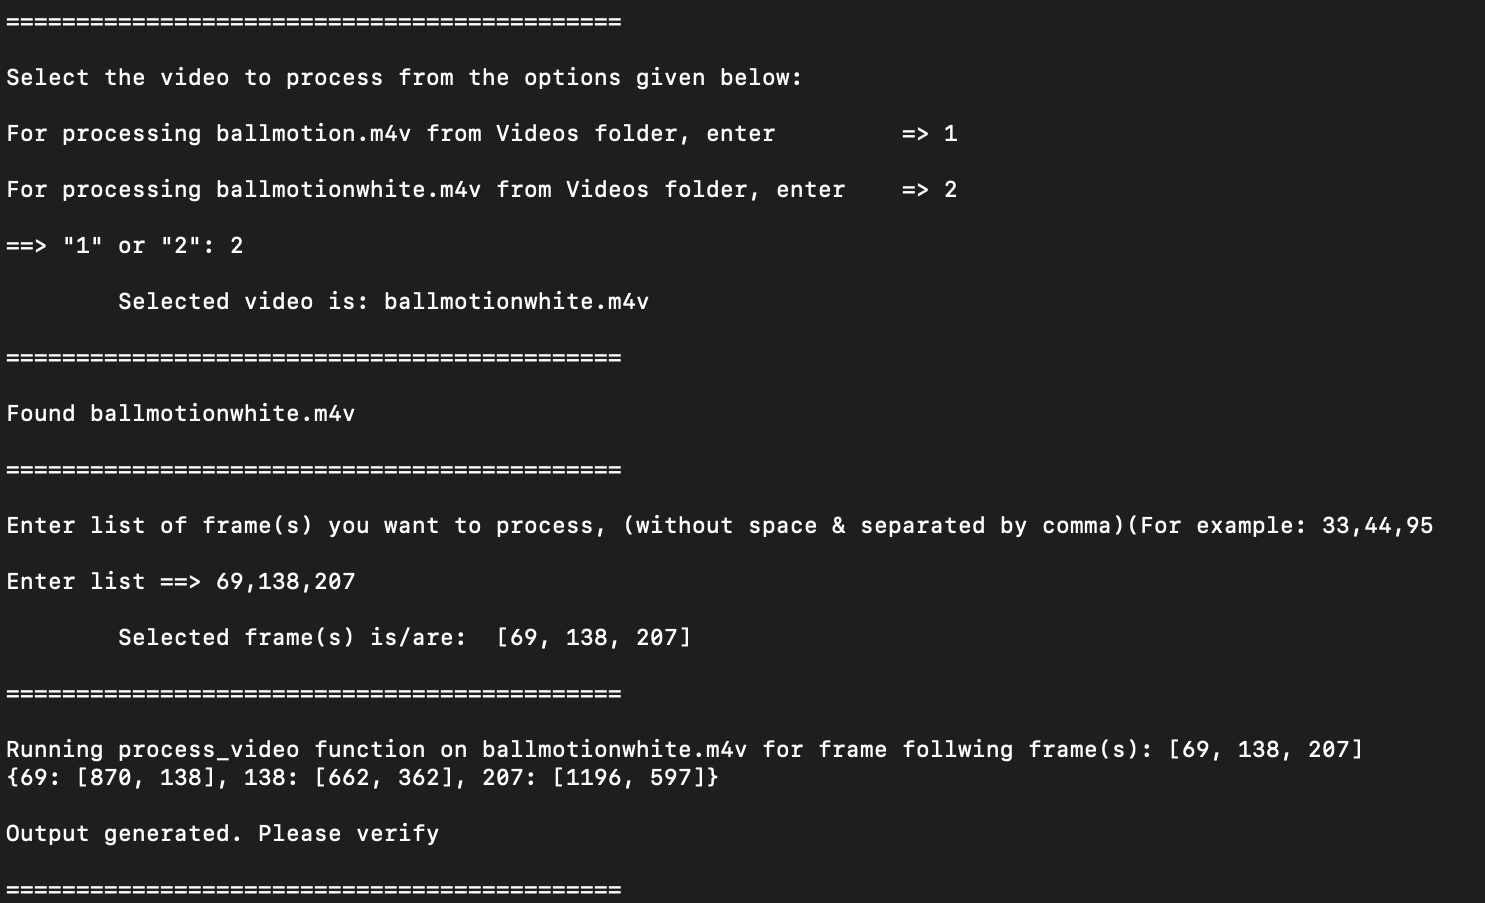 ============================================
Select the video to process from the options given below:
For processing ballmotion.m4v from Videos folder, enter         => 1
For processing ballmotionwhite.m4v from Videos folder, enter    => 2
==> "1" or "2": 2
        Selected video is: ballmotionwhite.m4v
============================================
Found ballmotionwhite.m4v
============================================
Enter list of frame(s) you want to process, (without space & separated by comma)(For example: 33,44,95
Enter list ==> 69,138,207
        Selected frame(s) is/are:  [69, 138, 207]
============================================
Running process_video function on ballmotionwhite.m4v for frame follwing frame(s): [69, 138, 207]
{69: [870, 138], 138: [662, 362], 207: [1196, 597]}
Output generated. Please verify
============================================